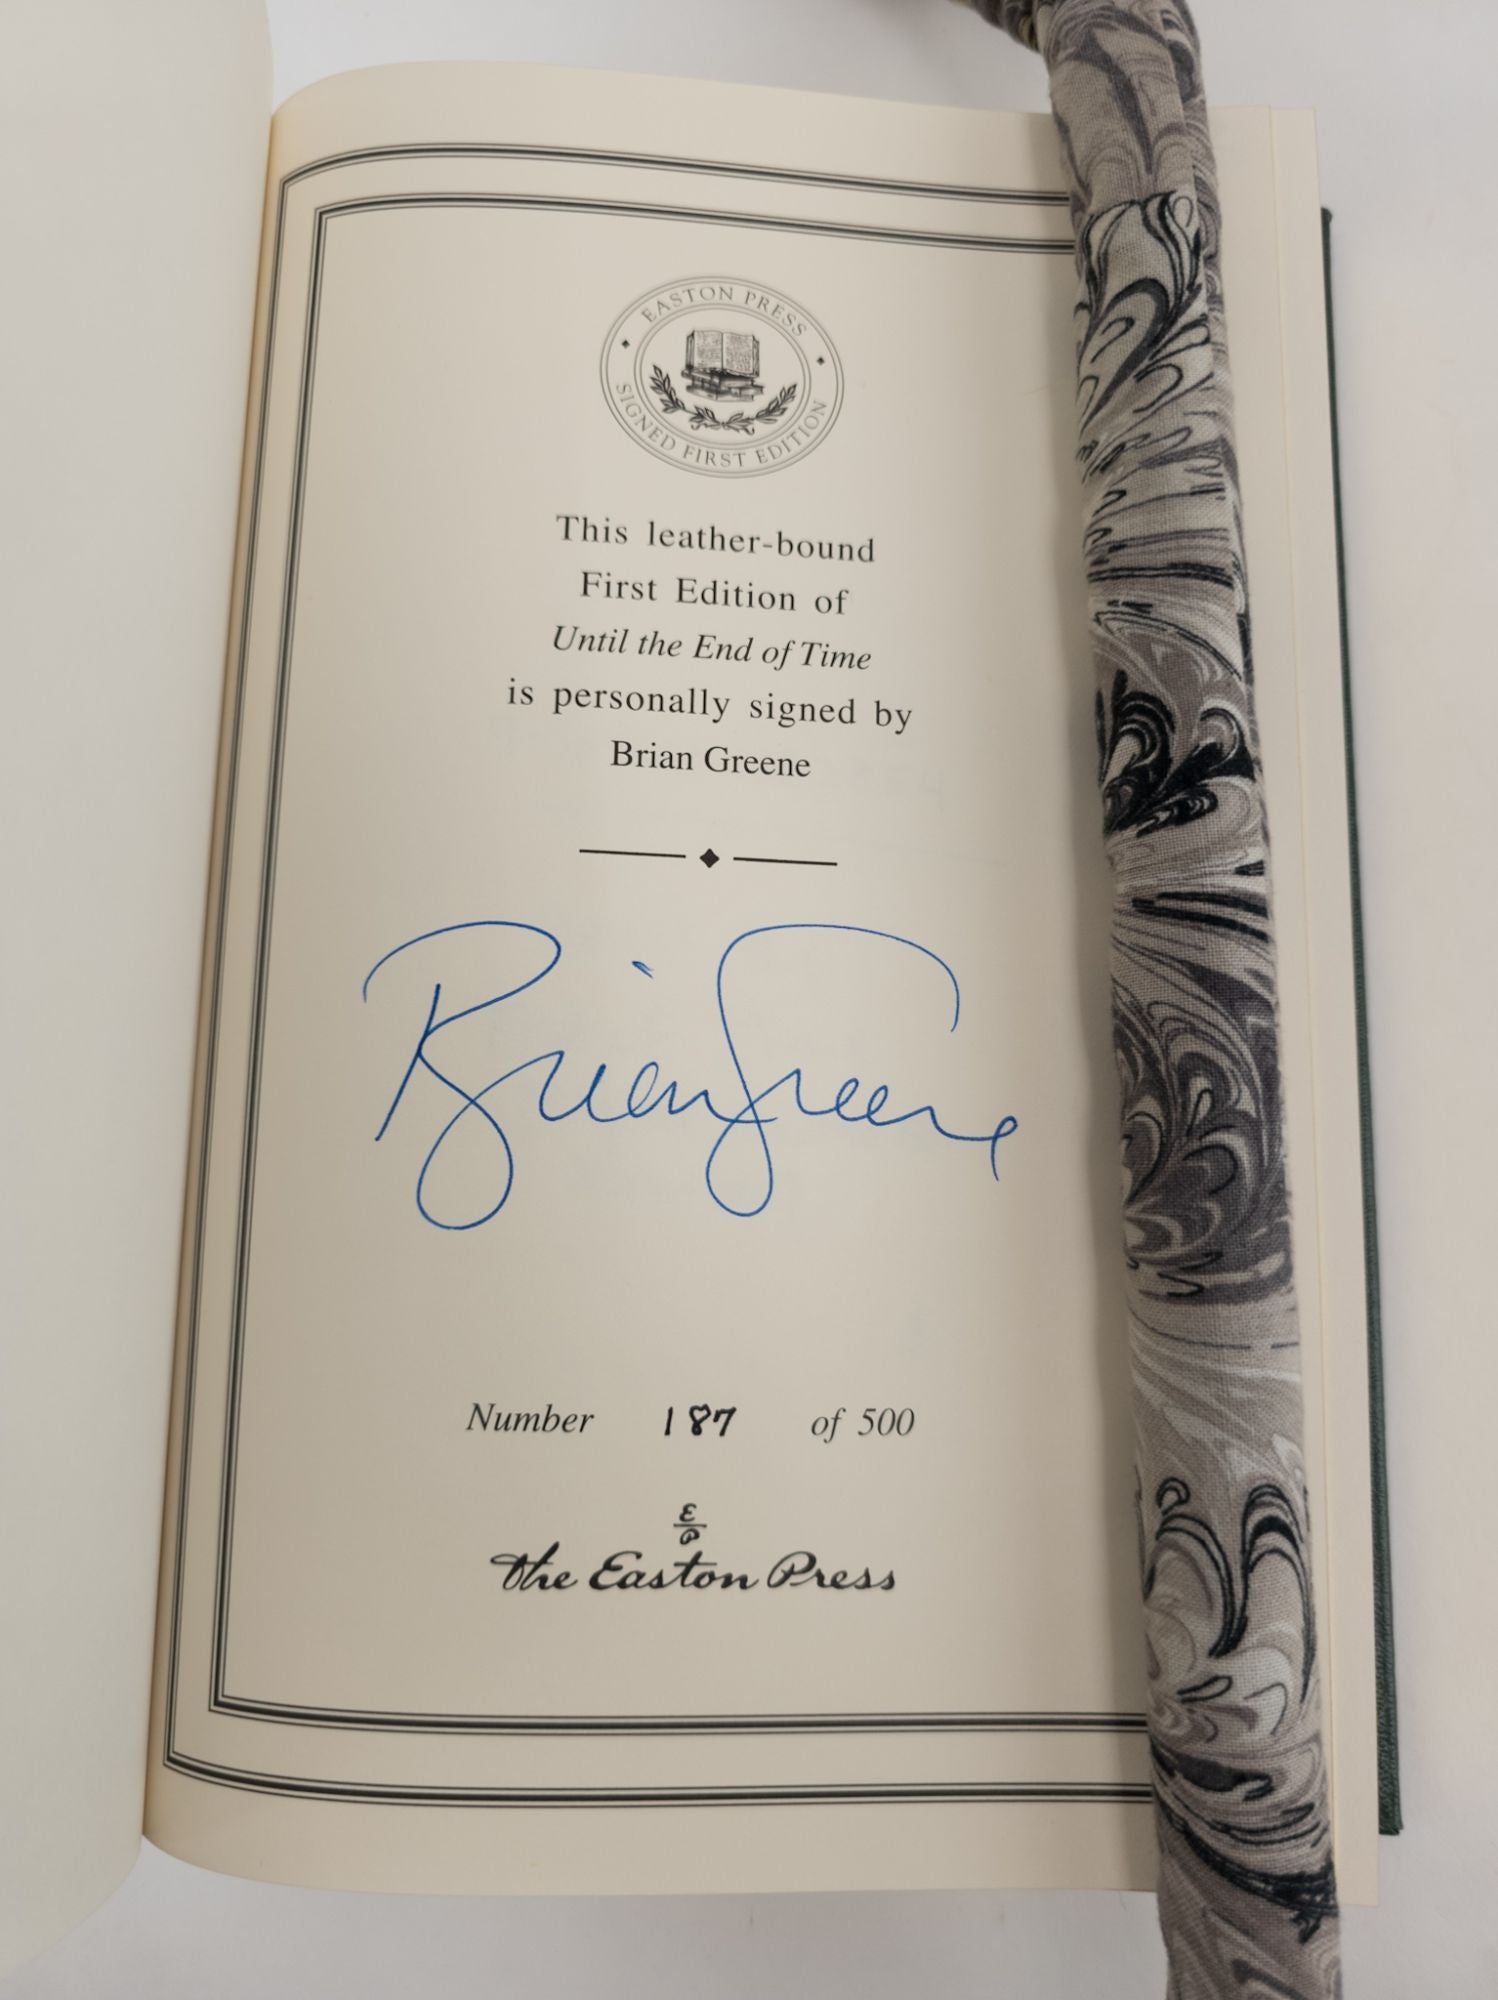 EASTON PRESS
SIGNED FIRST EDITION
This leather-bound
First Edition of
Until the End of Time
is personally signed by
Brian Greene
Brian Greene
Number 187 of 500
E
P
The Easton Press